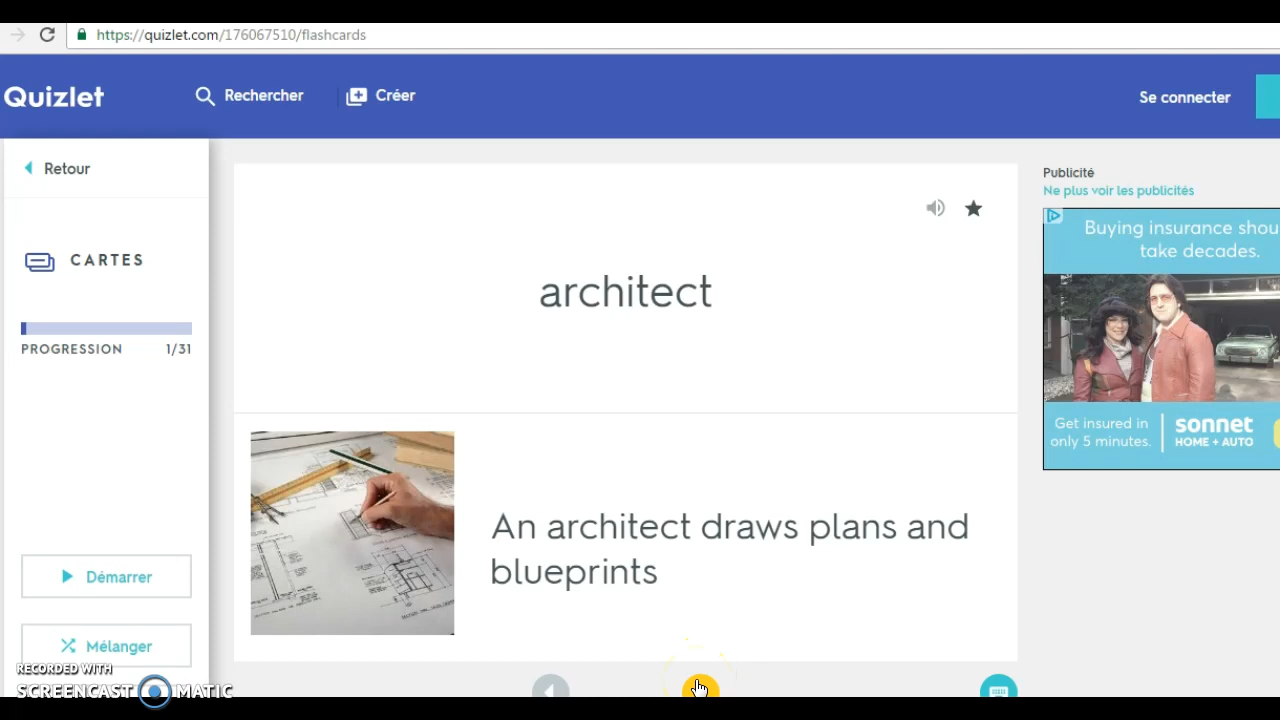 https://quizlet.com/176067510/flashcards
Quizlet
Rechercher
Créer
Se connecter
Retour
CARTES
PROGRESSION 1/31
Démarrer
Mélanger
architect
An architect draws plans and
blueprints
Publicité
Ne plus voir les publicités
Buying insurance shou
take decades.
Get insured in
only 5 minutes.
sonnet
HOME + AUTO
RECORDED WITH
SCREENCAST MATIC